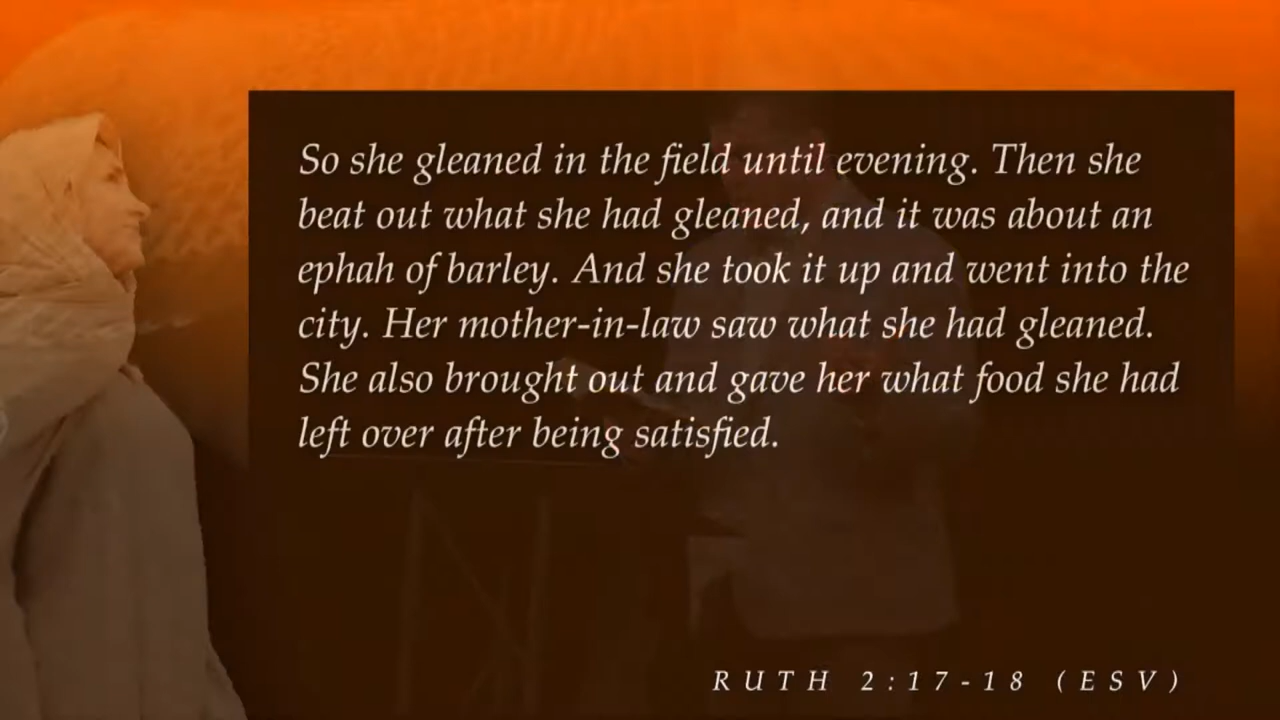 So she gleaned in the field until evening. Then she
beat out what she had gleaned, and it was about an
ephah of barley. And she took it up and went into the
city. Her mother-in-law saw what she had gleaned.
She also brought out and gave her what food she had
left over after being satisfied.
RUTH 2:17-18 (ESV)